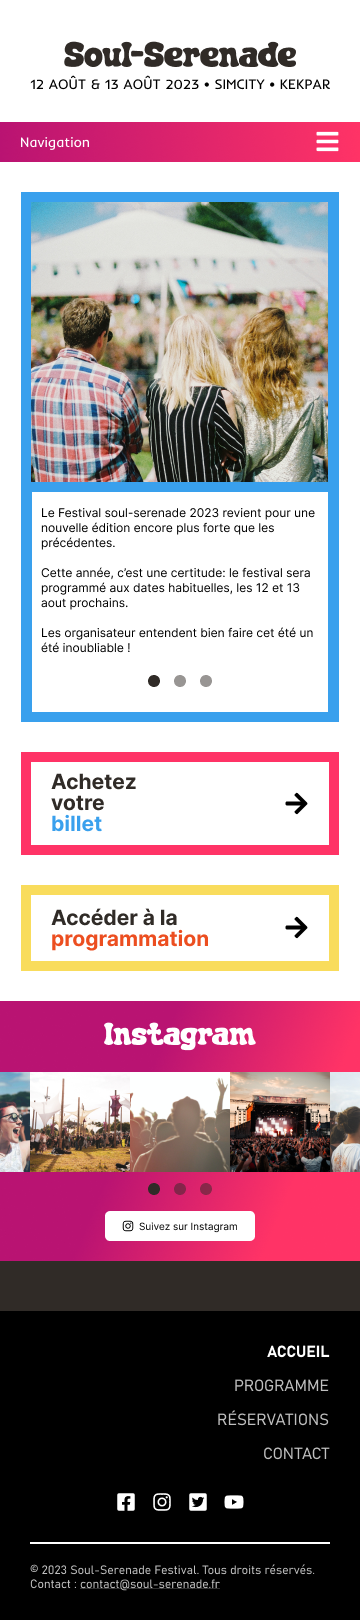 Soul-Serenade
12 AOÛT & 13 AOÛT 2023 • SIMCITY • KEKPAR
Navigation
Le Festival soul-serenade 2023 revient pour une
nouvelle édition encore plus forte que les
précédentes.
Cette année, c’est une certitude: le festival sera
programmé aux dates habituelles, les 12 et 13
aout prochains.
Les organisateur entendent bien faire cet été un
été inoubliable !
Achetez
votre
billet
Accéder à la
programmation
Instagram
Suivez sur Instagram
ACCUEIL
PROGRAMME
RÉSERVATIONS
CONTACT
© 2023 Soul-Serenade Festival. Tous droits réservés.
Contact : contact@soul-serenade.fr